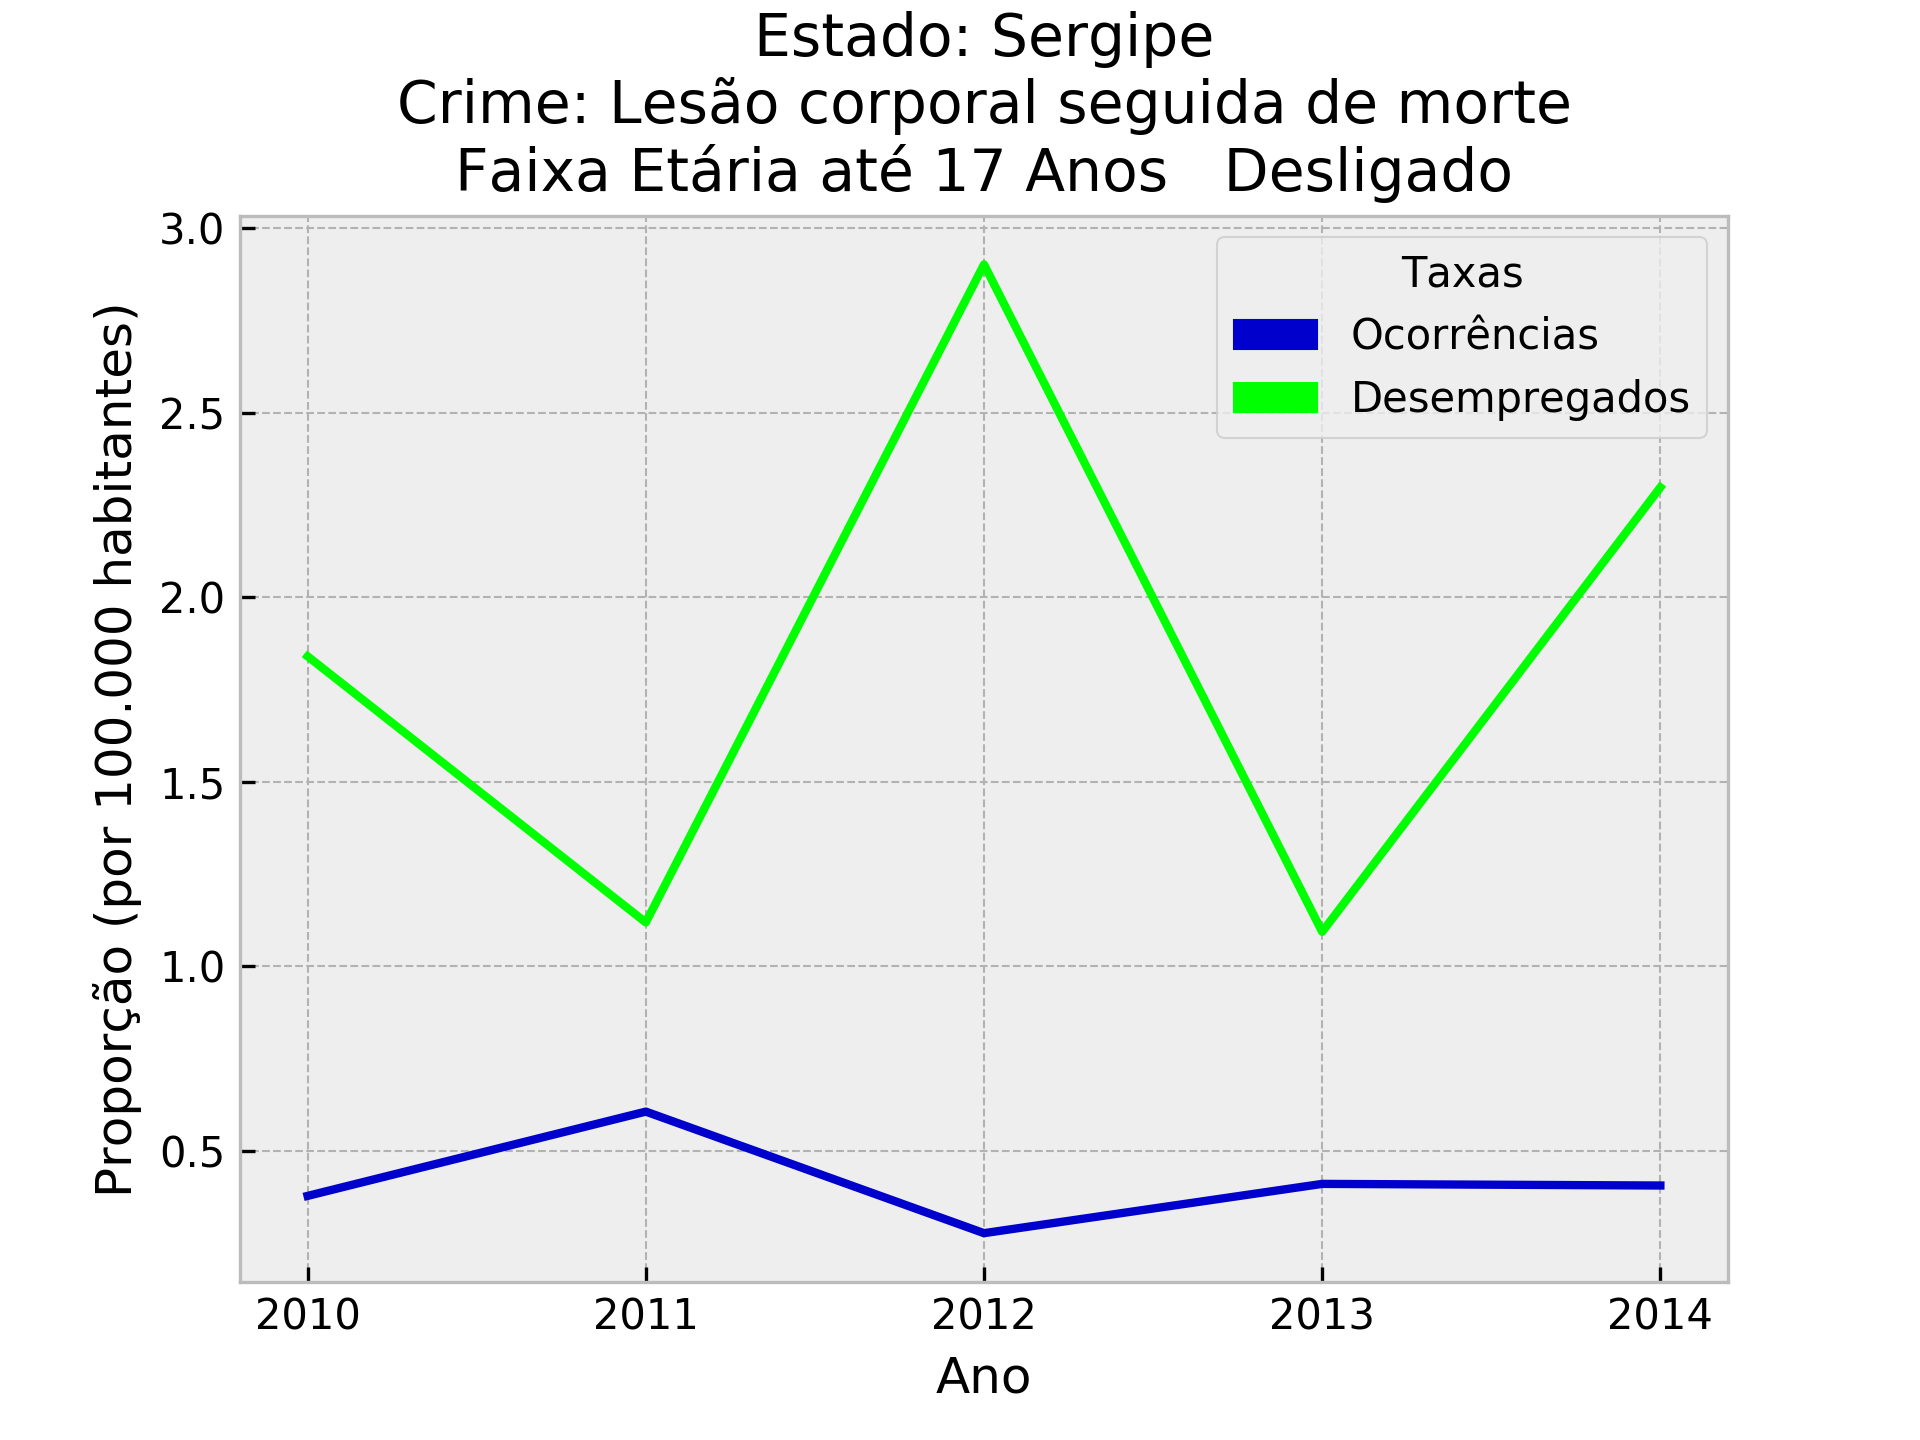 Estado: Sergipe
Crime: Lesão corporal seguida de morte
Faixa Etária até 17 Anos   Desligado
Proporção (por 100.000 habitantes)
3.0
2.5
2.0
1.5
1.0
0.5
Taxas
Ocorrências
Desempregados
2010 2011 2012 2013 2014
Ano